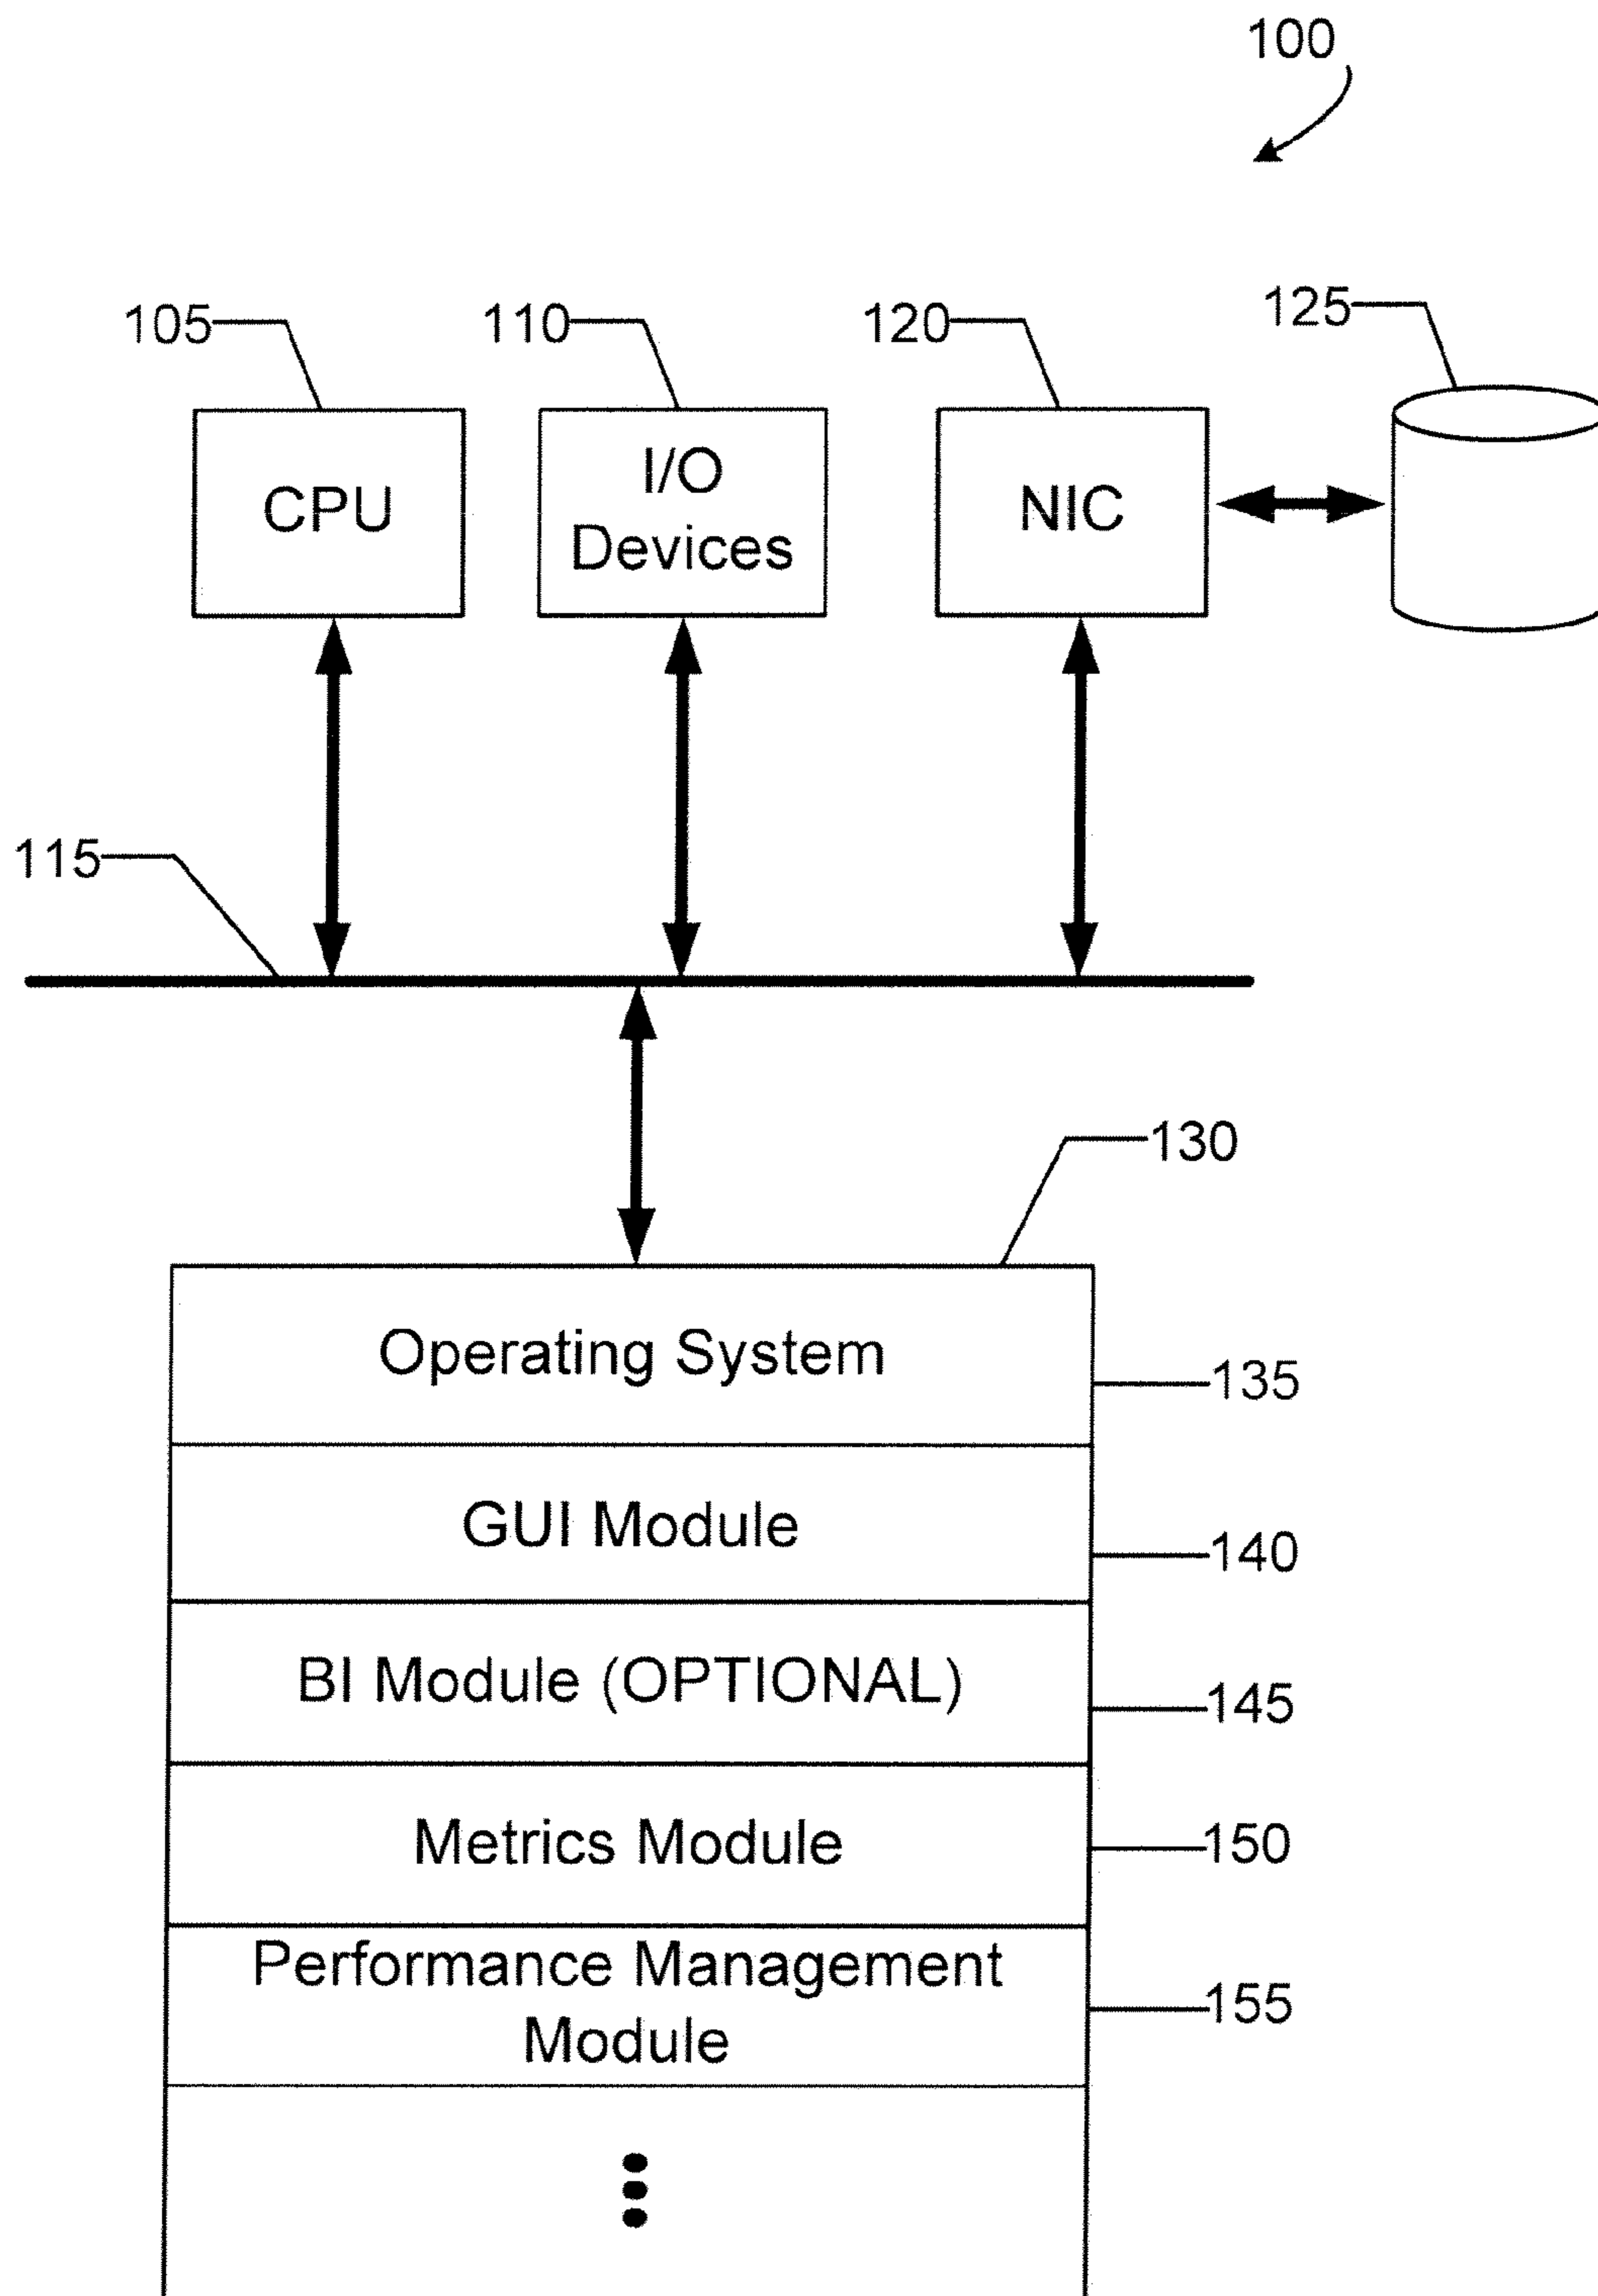 100
105
110
120
125
CPU
I/O
Devices
NIC
115
130
Operating System
135
GUI Module
140
BI Module (OPTIONAL)
145
Metrics Module
150
Performance Management
Module
155